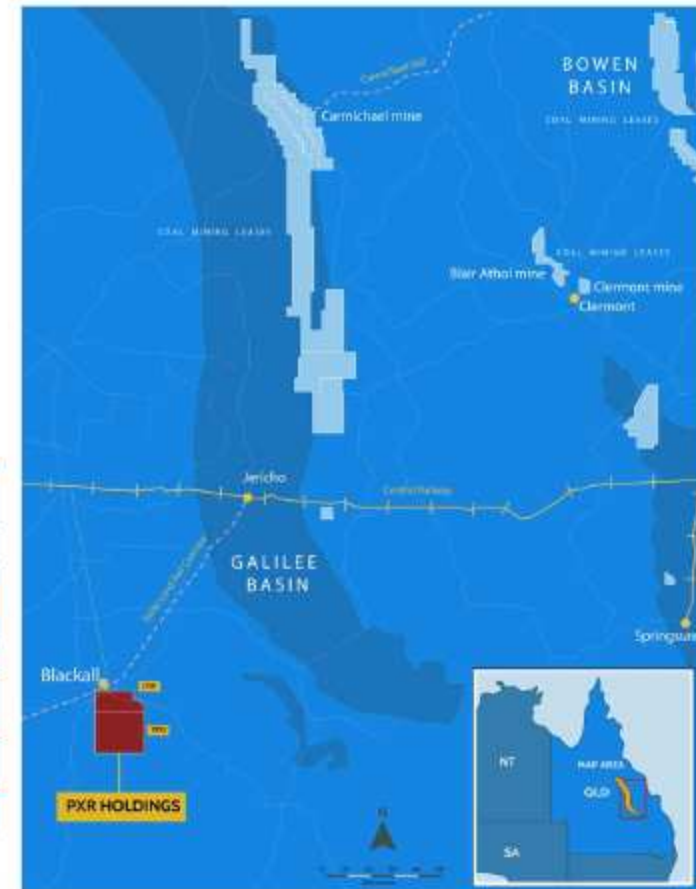 BOWEN
BASIN
COAL MINING LEASES
Carmichael mine
COAL MINING LEASES
COAL MINING LEASES
Blair Athol mine
Clermont mine
Clermont
Jericho
Central Railway
GALILEE
BASIN
Springsure
Blackall
PXR HOLDINGS
N
MAP AREA
NT
QLD
SA